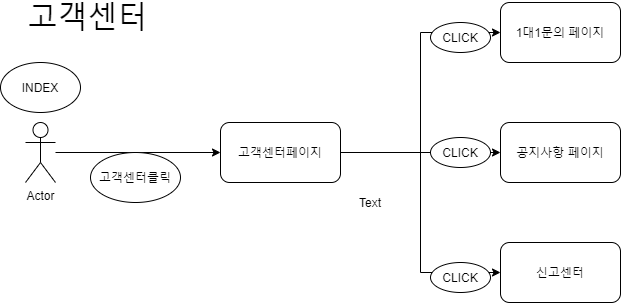 고객센터
CLICK
1대1문의 페이지
INDEX
고객센터페이지
CLICK
공지사항 페이지
고객센터클릭
Actor
Text
CLICK
신고센터